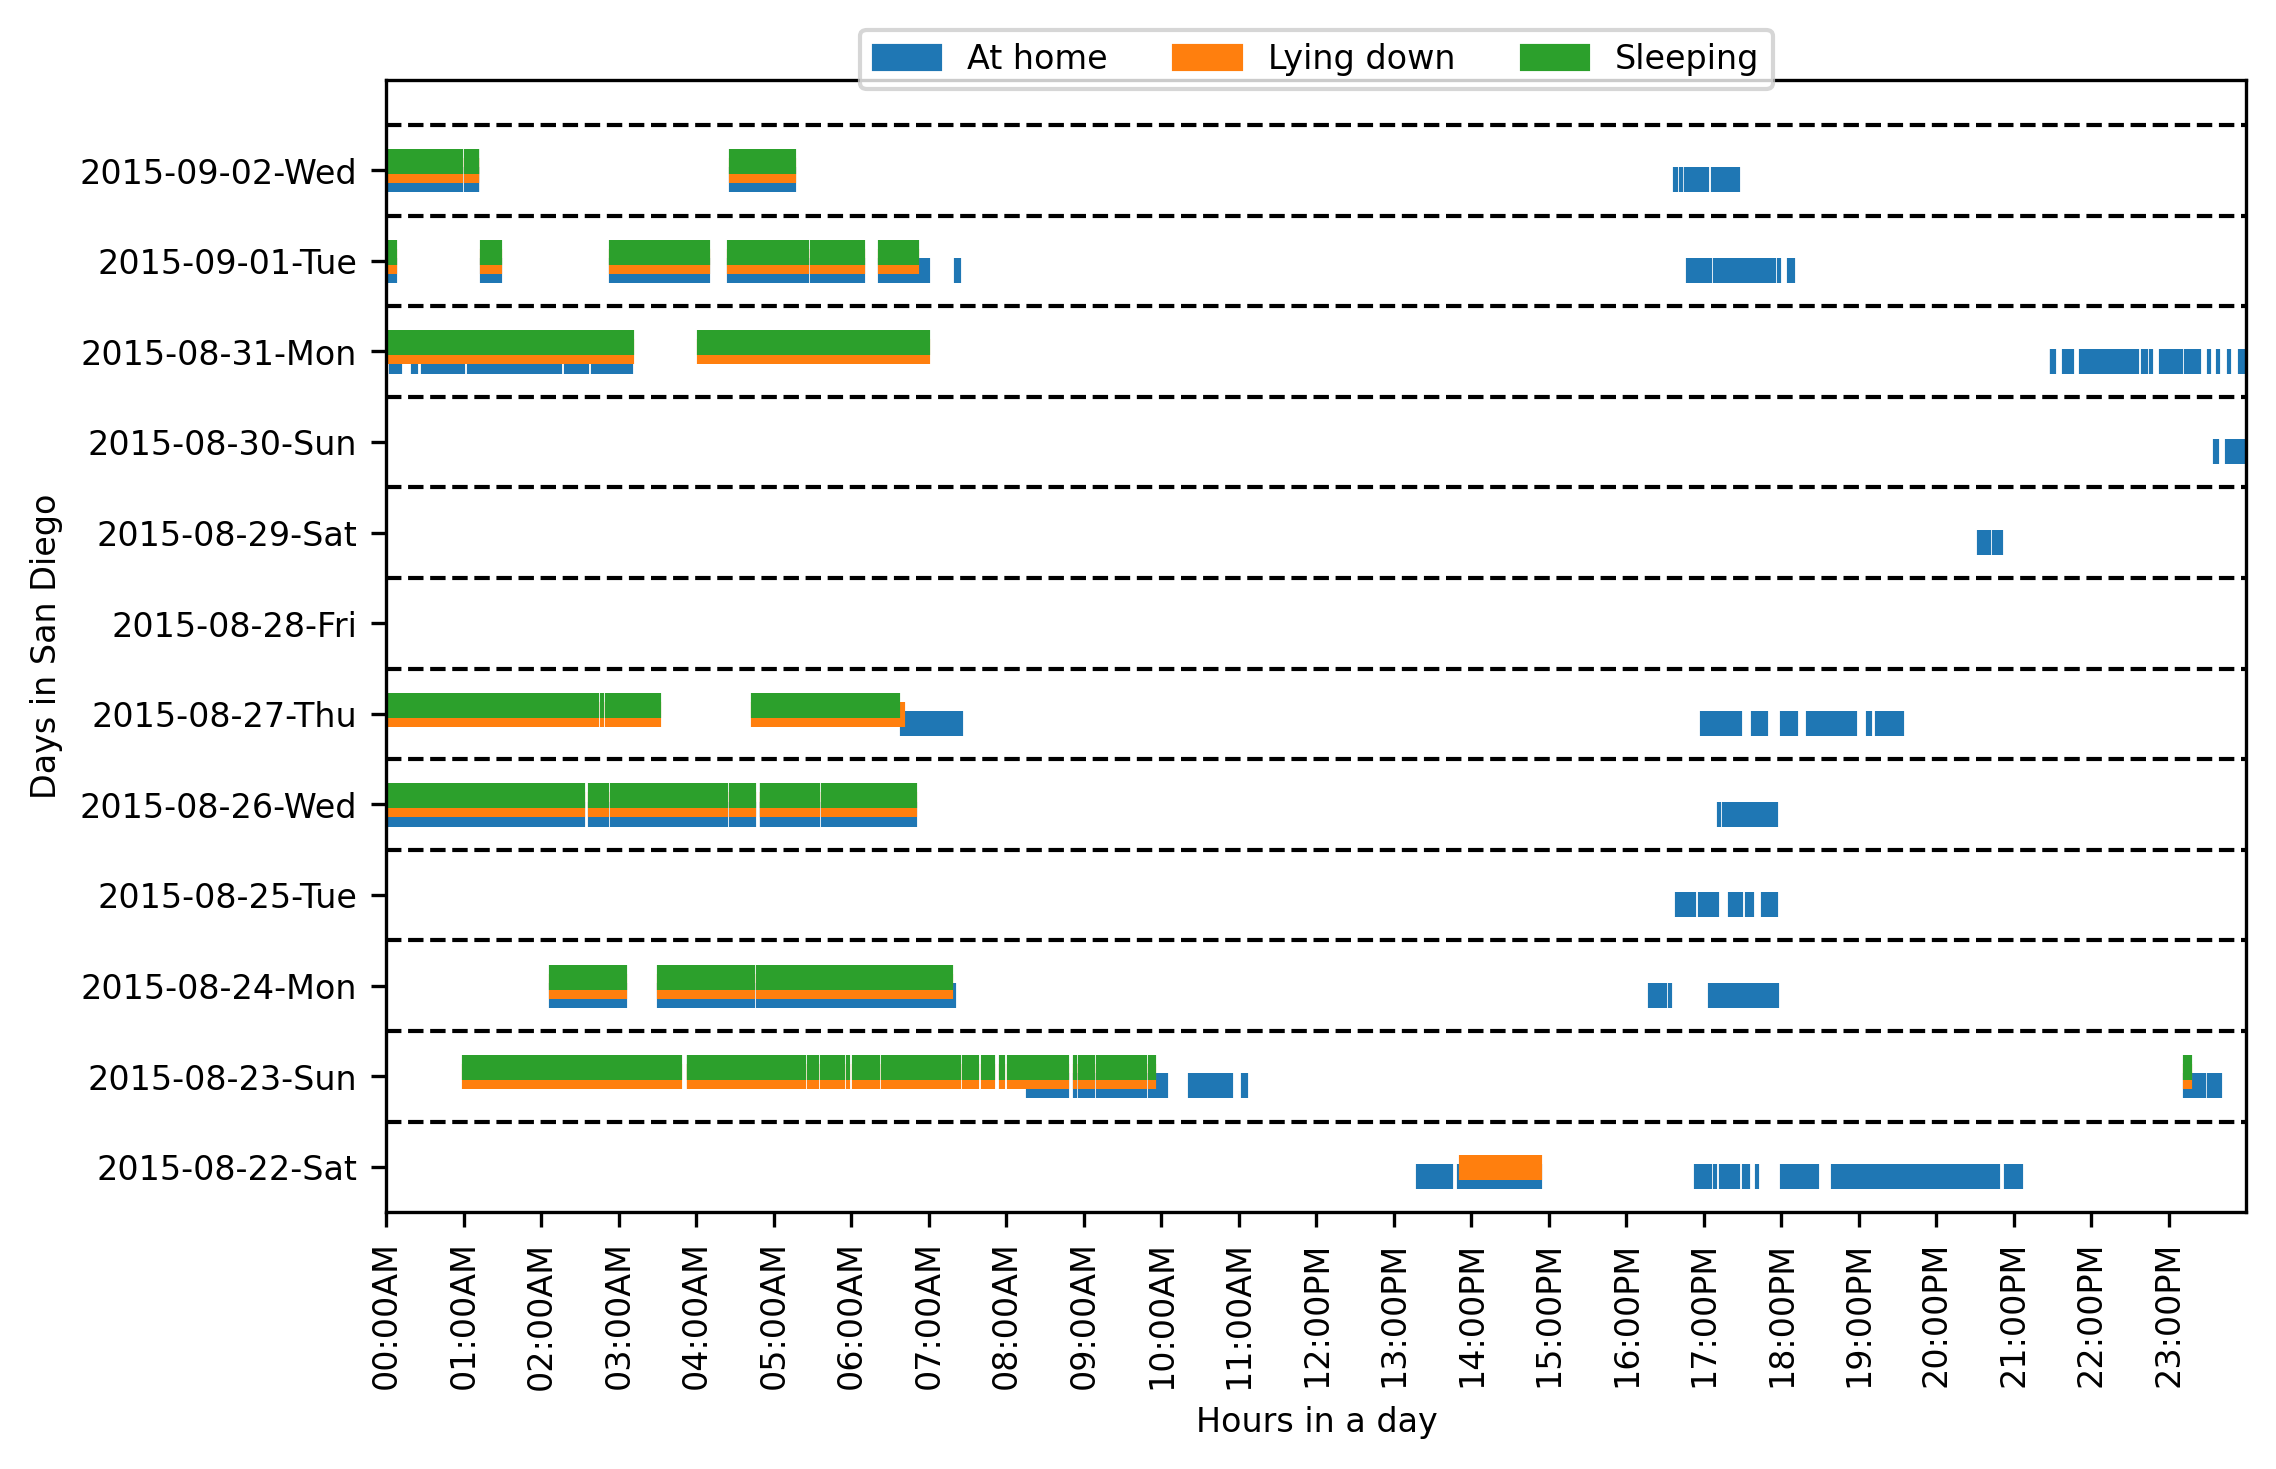 At home Lying down Sleeping
2015-09-02-Wed
2015-09-01-Tue
2015-08-31-Mon
2015-08-30-Sun
2015-08-29-Sat
2015-08-28-Fri
2015-08-27-Thu
2015-08-26-Wed
2015-08-25-Tue
2015-08-24-Mon
2015-08-23-Sun
2015-08-22-Sat
Days in San Diego
00:00AM
01:00AM
02:00AM
03:00AM
04:00AM
05:00AM
06:00AM
07:00AM
08:00AM
09:00AM
10:00AM
11:00AM
12:00PM
13:00PM
14:00PM
15:00PM
16:00PM
17:00PM
18:00PM
19:00PM
20:00PM
21:00PM
22:00PM
23:00PM
Hours in a day